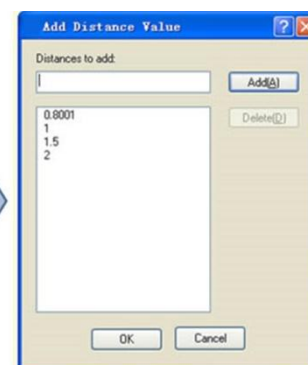 Add Distance Value
Distances to add:
Add(A)
0.8001
1
1.5
2
Delete(D)
OK
Cancel